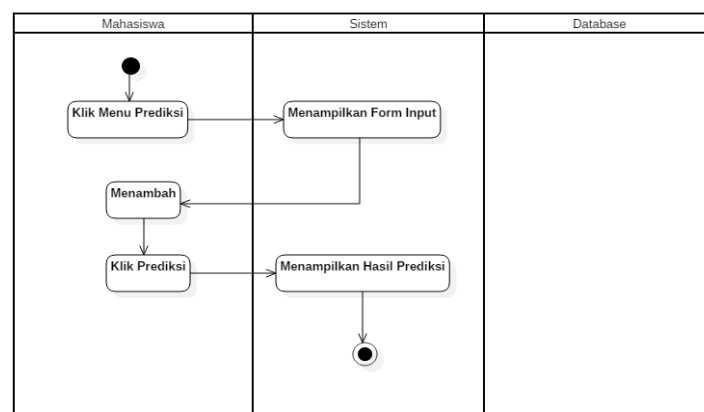 Mahasiswa
Sistem
Database
Klik Menu Prediksi
Menampilkan Form Input
Menambah
Klik Prediksi
Menampilkan Hasil Prediksi